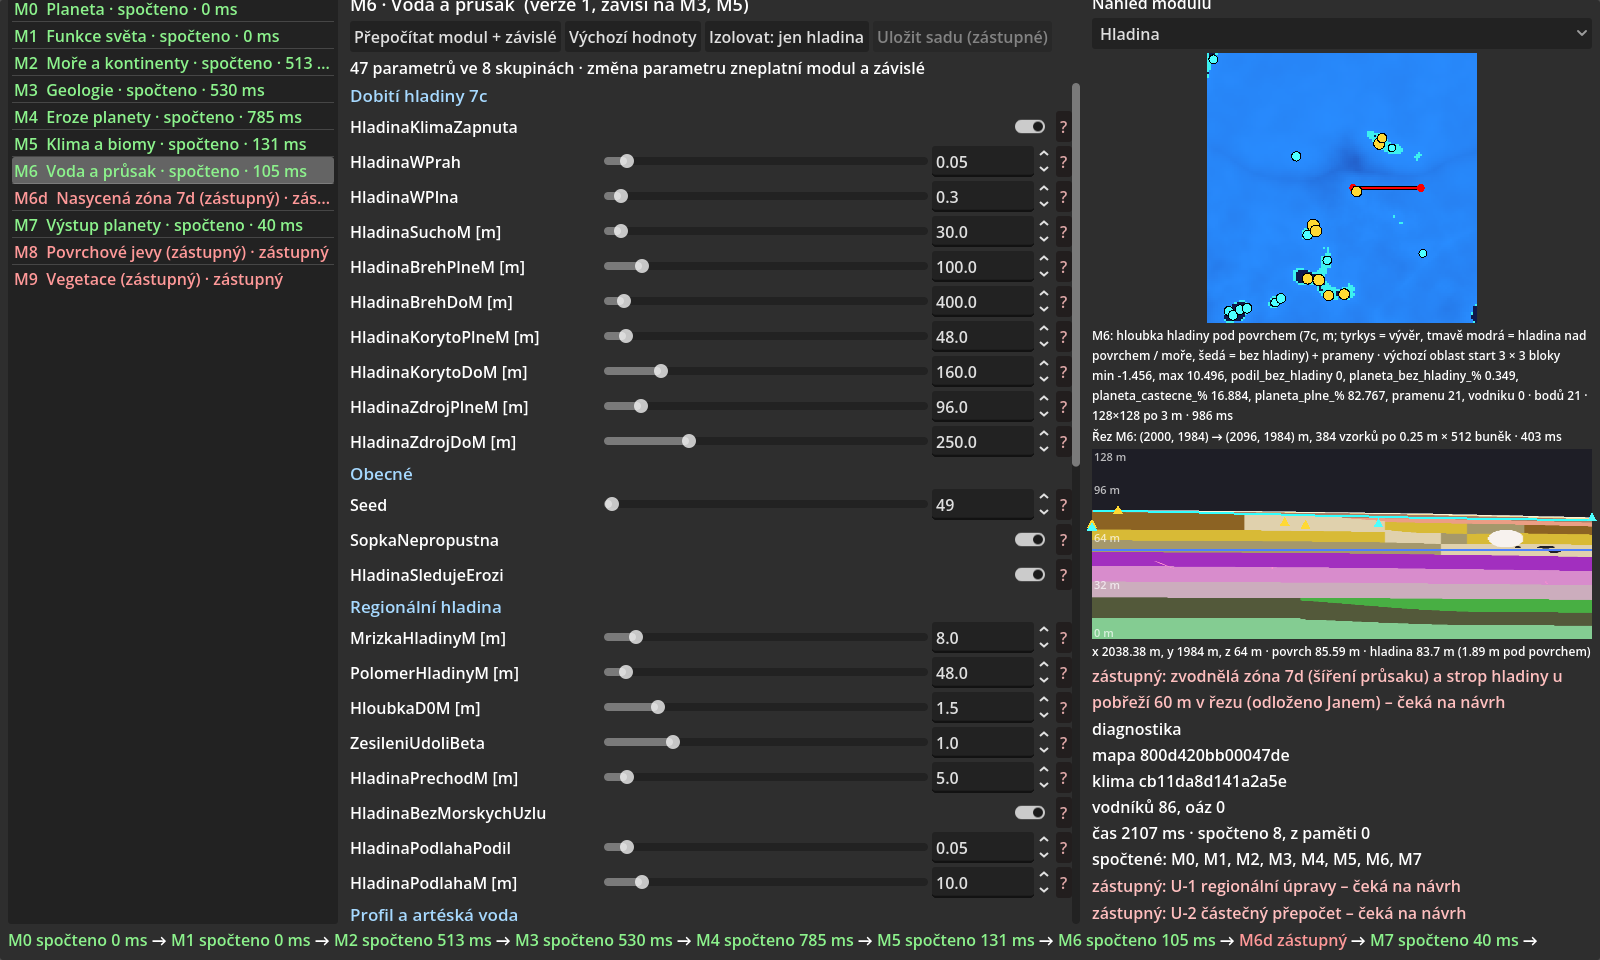 M0 Planeta · spočteno · 0 ms
M1 Funkce světa · spočteno · 0 ms
M2 Moře a kontinenty · spočteno · 513 ...
M3 Geologie · spočteno · 530 ms
M4 Eroze planety · spočteno · 785 ms
M5 Klima a biomy · spočteno · 131 ms
M6 Voda a průsak · spočteno · 105 ms
M6d Nasycená zóna 7d (zástupný) · zás...
M7 Výstup planety · spočteno · 40 ms
M8 Povrchové jevy (zástupný) · zástupný
M9 Vegetace (zástupný) · zástupný
M6 · Voda a průsak (verze 1, závisí na M3, M5)
Přepočítat modul + závislé
Výchozí hodnoty
Izolovat: jen hladina
Uložit sadu (zástupné)
47 parametrů ve 8 skupinách · změna parametru zneplatní modul a závislé
Dobití hladiny 7c
HladinaKlimaZapnuta ?
HladinaWPrah 0.05 ?
HladinaWPlna 0.3 ?
HladinaSuchoM [m] 30.0 ?
HladinaBrehPlneM [m] 100.0 ?
HladinaBrehDoM [m] 400.0 ?
HladinaKorytoPlneM [m] 48.0 ?
HladinaKorytoDoM [m] 160.0 ?
HladinaZdrojPlneM [m] 96.0 ?
HladinaZdrojDoM [m] 250.0 ?
Obecné
Seed 49 ?
SopkaNepropustna ?
HladinaSledujeErozi ?
Regionální hladina
MrizkaHladinyM [m] 8.0 ?
PolomerHladinyM [m] 48.0 ?
HloubkaD0M [m] 1.5 ?
ZesileniUdoliBeta 1.0 ?
HladinaPrechodM [m] 5.0 ?
HladinaBezMorskychUzlu ?
HladinaPodlahaPodil 0.05 ?
HladinaPodlahaM [m] 10.0 ?
Profil a artéská voda
Náhled modulu
Hladina
M6: hloubka hladiny pod povrchem (7c, m; tyrkys = vývěr, tmavě modrá = hladina nad
povrchem / moře, šedá = bez hladiny) + prameny · výchozí oblast start 3 × 3 bloky
min -1.456, max 10.496, podil_bez_hladiny 0, planeta_bez_hladiny_% 0.349,
planeta_castecne_% 16.884, planeta_plne_% 82.767, pramenu 21, vodniku 0 · bodů 21 ·
128×128 po 3 m · 986 ms
Řez M6: (2000, 1984) → (2096, 1984) m, 384 vzorků po 0.25 m × 512 buněk · 403 ms
128 m
96 m
64 m
32 m
0 m
x 2038.38 m, y 1984 m, z 64 m · povrch 85.59 m · hladina 83.7 m (1.89 m pod povrchem)
zástupný: zvodnělá zóna 7d (šíření průsaku) a strop hladiny u
pobřeží 60 m v řezu (odloženo Janem) – čeká na návrh
diagnostika
mapa 800d420bb00047de
klima cb11da8d141a2a5e
vodníků 86, oáz 0
čas 2107 ms · spočteno 8, z paměti 0
spočtené: M0, M1, M2, M3, M4, M5, M6, M7
zástupný: U-1 regionální úpravy – čeká na návrh
zástupný: U-2 částečný přepočet – čeká na návrh
M0 spočteno 0 ms → M1 spočteno 0 ms → M2 spočteno 513 ms → M3 spočteno 530 ms → M4 spočteno 785 ms → M5 spočteno 131 ms → M6 spočteno 105 ms → M6d zástupný → M7 spočteno 40 ms →